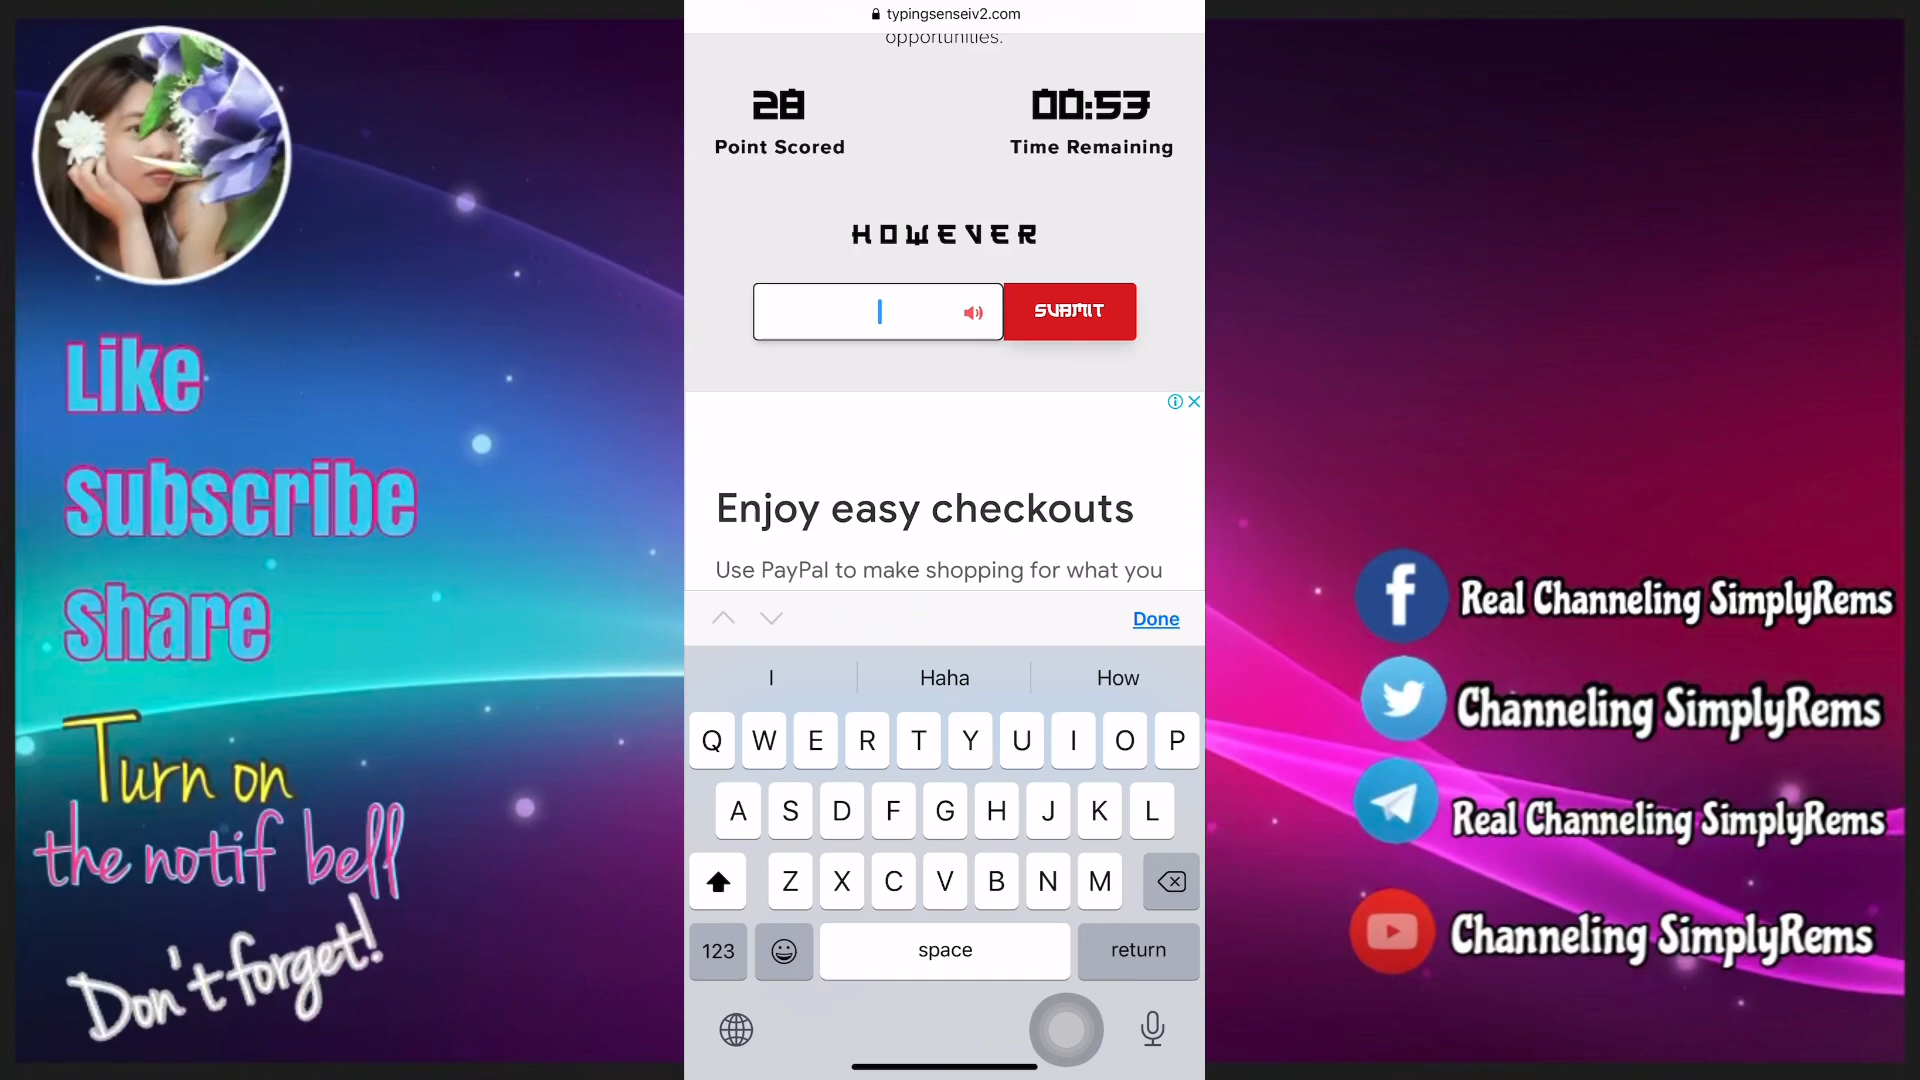 typingsenseiv2.com
opportunities.
28
00:53
Point Scored
Time Remaining
HOWEVER
SUBMIT
Enjoy easy checkouts
Use PayPal to make shopping for what you
Done
I Haha How
Q W E R T Y U I O P
A S D F G H J K L
Z X C V B N M
123 space return
Like
Subscribe
Share
Turn on
the notif bell
Don't forget!
Real Channeling SimplyRems
Channeling SimplyRems
Real Channeling SimplyRems
Channeling SimplyRems